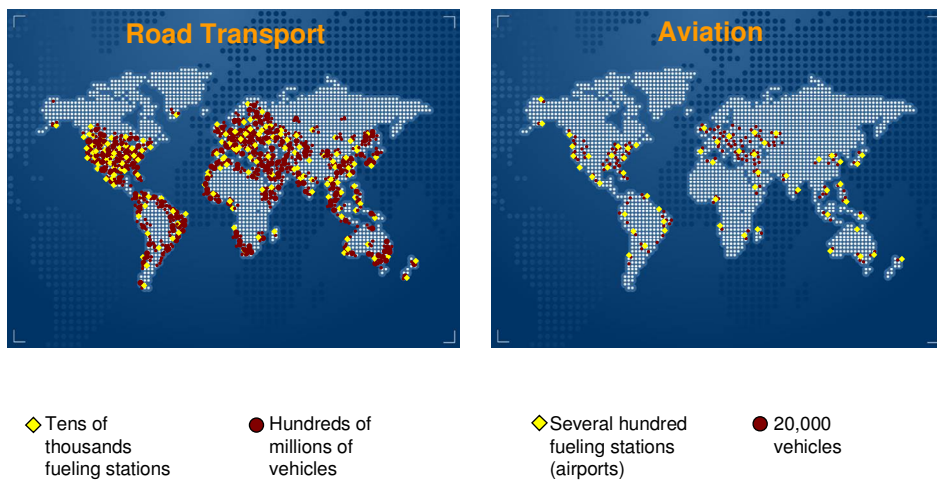 Road Transport
Aviation
Tens of
thousands
fueling stations
Hundreds of
millions of
vehicles
Several hundred
fueling stations
(airports)
20,000
vehicles